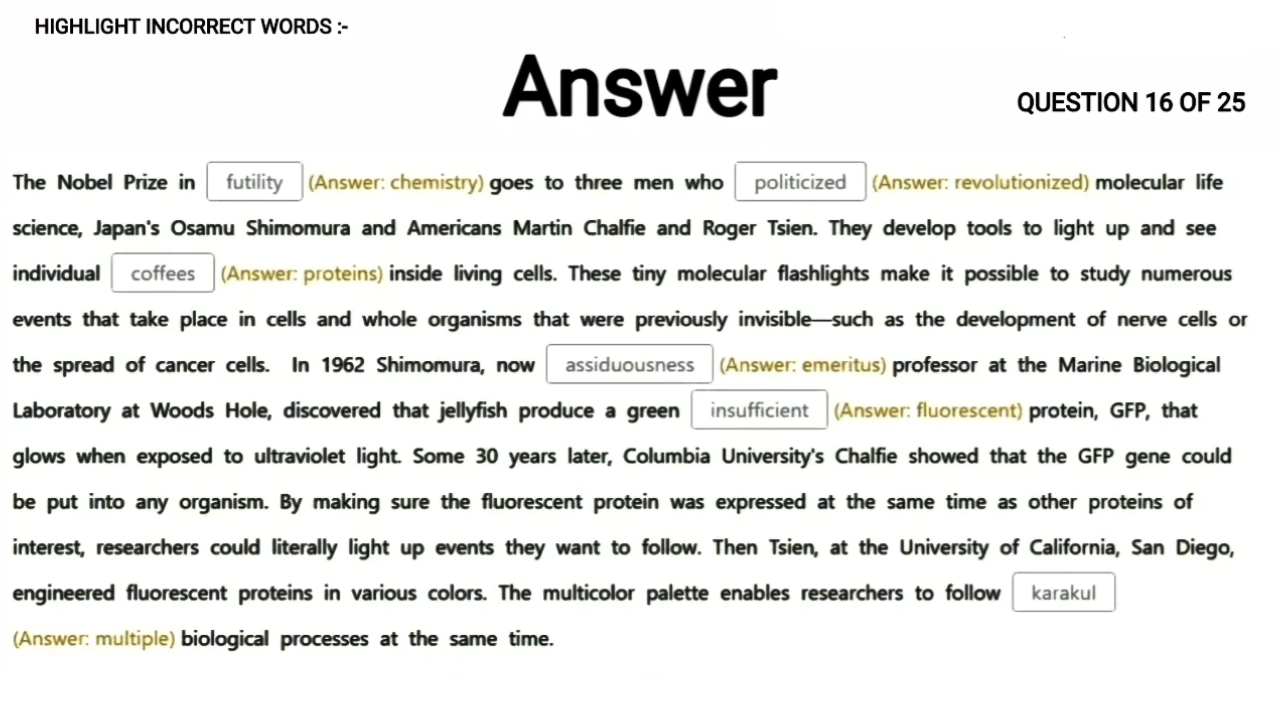 HIGHLIGHT INCORRECT WORDS :-
Answer
QUESTION 16 OF 25
The Nobel Prize in futility (Answer: chemistry) goes to three men who politicized (Answer: revolutionized) molecular life
science, Japan's Osamu Shimomura and Americans Martin Chalfie and Roger Tsien. They develop tools to light up and see
individual coffees (Answer: proteins) inside living cells. These tiny molecular flashlights make it possible to study numerous
events that take place in cells and whole organisms that were previously invisible—such as the development of nerve cells or
the spread of cancer cells. In 1962 Shimomura, now assiduousness (Answer: emeritus) professor at the Marine Biological
Laboratory at Woods Hole, discovered that jellyfish produce a green insufficient (Answer: fluorescent) protein, GFP, that
glows when exposed to ultraviolet light. Some 30 years later, Columbia University's Chalfie showed that the GFP gene could
be put into any organism. By making sure the fluorescent protein was expressed at the same time as other proteins of
interest, researchers could literally light up events they want to follow. Then Tsien, at the University of California, San Diego,
engineered fluorescent proteins in various colors. The multicolor palette enables researchers to follow karakul
(Answer: multiple) biological processes at the same time.